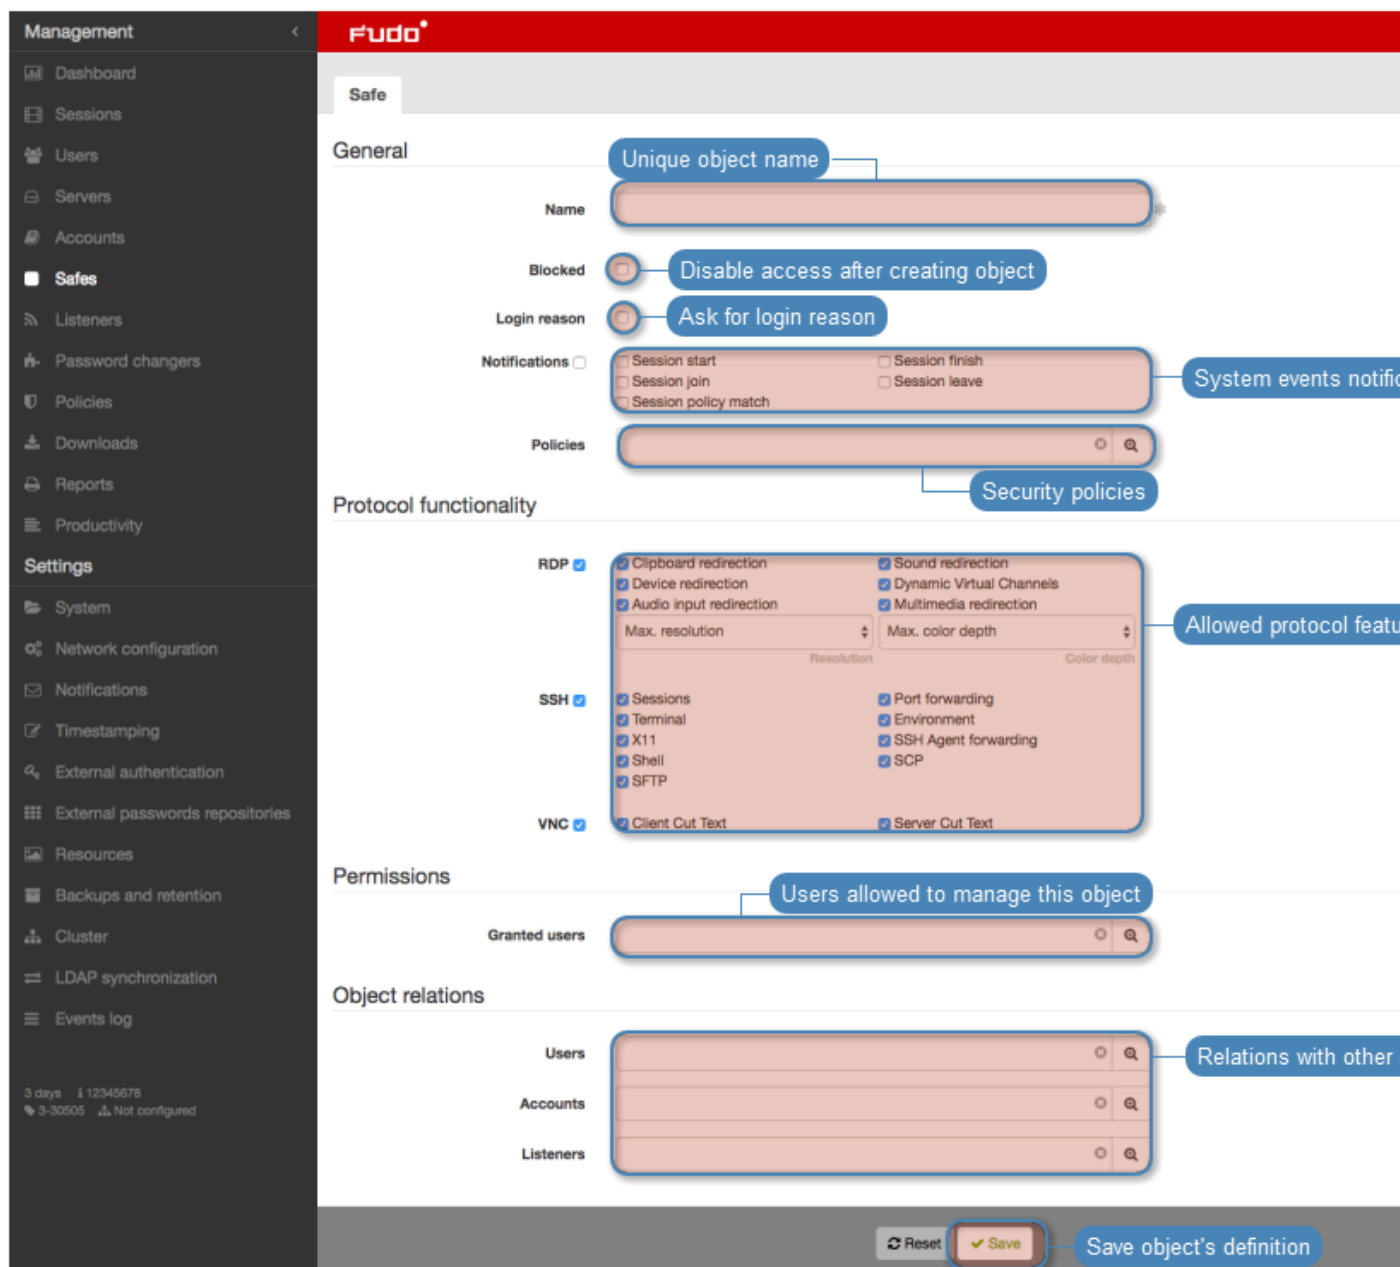 Management
Dashboard
Sessions
Users
Servers
Accounts
Safes
Listeners
Password changers
Policies
Downloads
Reports
Productivity
Settings
System
Network configuration
Notifications
Timestamping
External authentication
External passwords repositories
Resources
Backups and retention
Cluster
LDAP synchronization
Events log
3 days i 12345678
3-30505 Not configured
Fudo
Safe
General
Unique object name
Name
Blocked
Disable access after creating object
Login reason
Ask for login reason
Notifications
Session start
Session finish
Session join
Session leave
Session policy match
System events notific
Policies
Security policies
Protocol functionality
RDP
Clipboard redirection
Sound redirection
Device redirection
Dynamic Virtual Channels
Audio input redirection
Multimedia redirection
Max. resolution
Max. color depth
Resolution
Color depth
Allowed protocol featu
SSH
Sessions
Port forwarding
Terminal
Environment
X11
SSH Agent forwarding
Shell
SCP
SFTP
VNC
Client Cut Text
Server Cut Text
Permissions
Users allowed to manage this object
Granted users
Object relations
Users
Relations with other
Accounts
Listeners
Reset
Save
Save object's definition